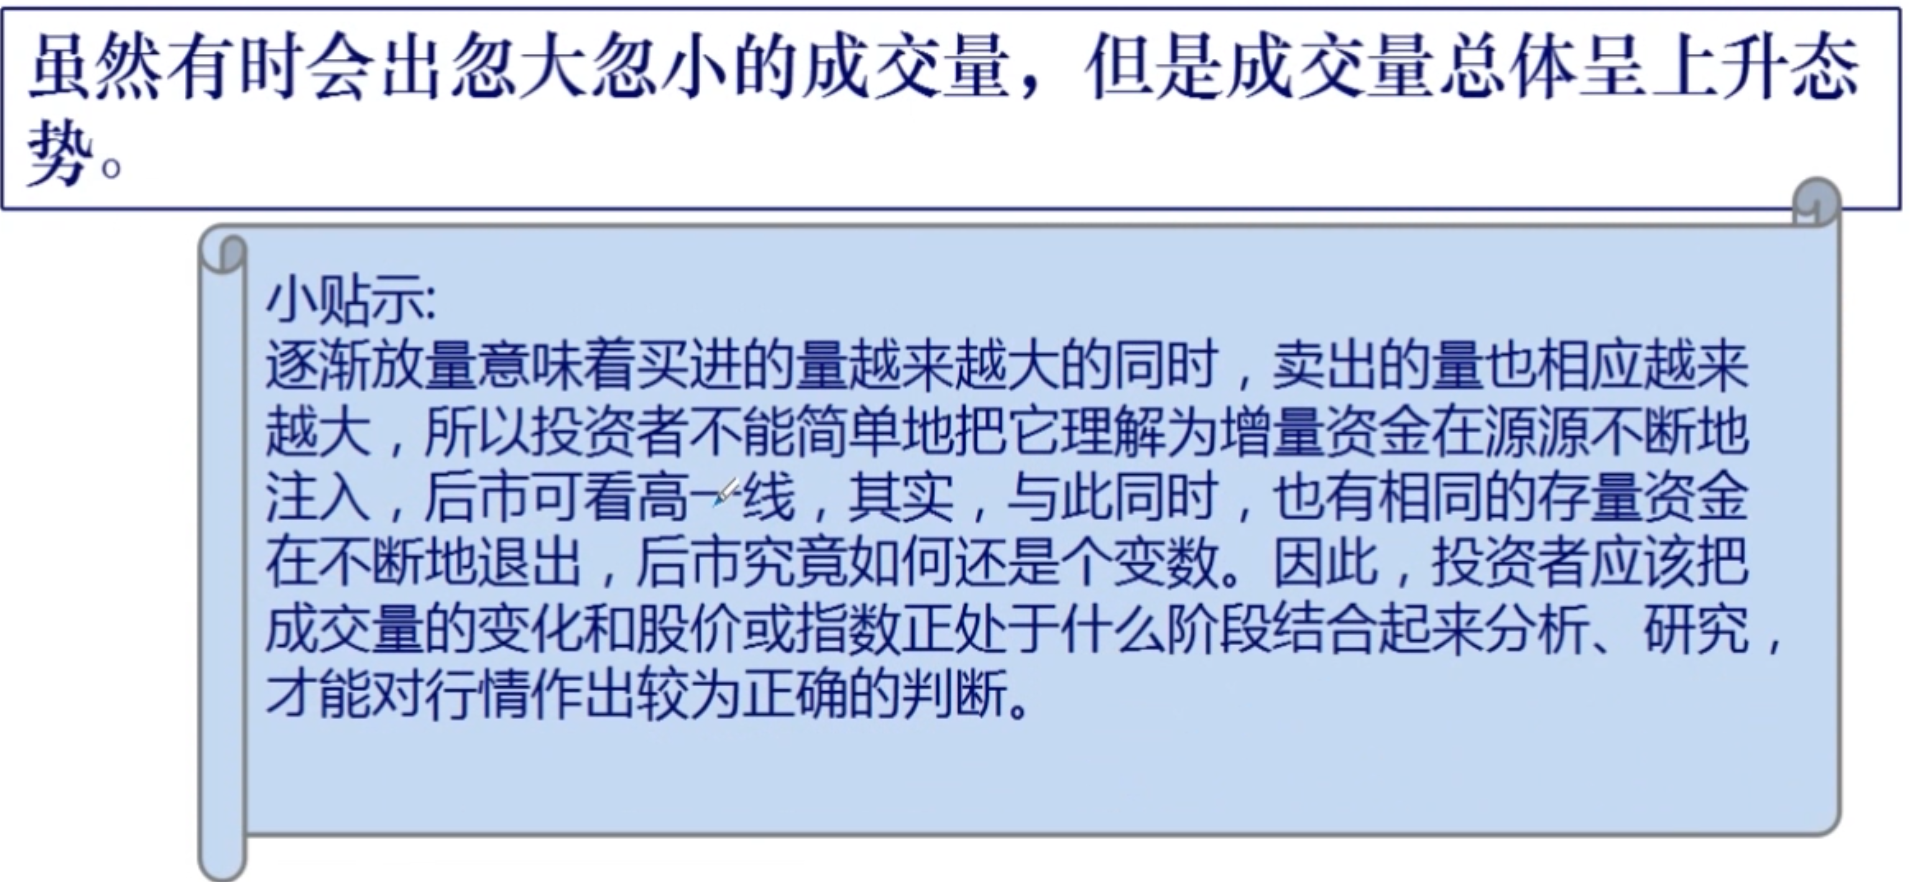 虽然有时会出忽大忽小的成交量，但是成交量总体呈上升态
势。
小贴示:
逐渐放量意味着买进的量越来越大的同时，卖出的量也相应越来
越大，所以投资者不能简单地把它理解为增量资金在源源不断地
注入，后市可看高一线，其实，与此同时，也有相同的存量资金
在不断地退出，后市究竟如何还是个变数。因此，投资者应该把
成交量的变化和股价或指数正处于什么阶段结合起来分析、研究，
才能对行情作出较为正确的判断。